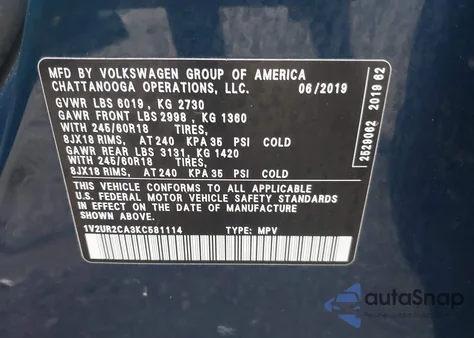 MFD BY VOLKSWAGEN GROUP OF AMERICA
CHATTANOOGA OPERATIONS, LLC. 06/2019
GVWR LBS 6019 , KG 2730
GAWR FRONT LBS 2998 , KG 1360
WITH 245/60R18 TIRES,
8JX18 RIMS, AT 240 KPA 35 PSI COLD
GAWR REAR LBS 3131, KG 1420
WITH 245/60R18 TIRES,
8JX18 RIMS, AT 240 KPA 35 PSI COLD
THIS VEHICLE CONFORMS TO ALL APPLICABLE
U.S. FEDERAL MOTOR VEHICLE SAFETY STANDARDS
IN EFFECT ON THE DATE OF MANUFACTURE
SHOWN ABOVE.
1V2UR2CA3KC581114 TYPE: MPV
2529062 2019 62
autoSnap